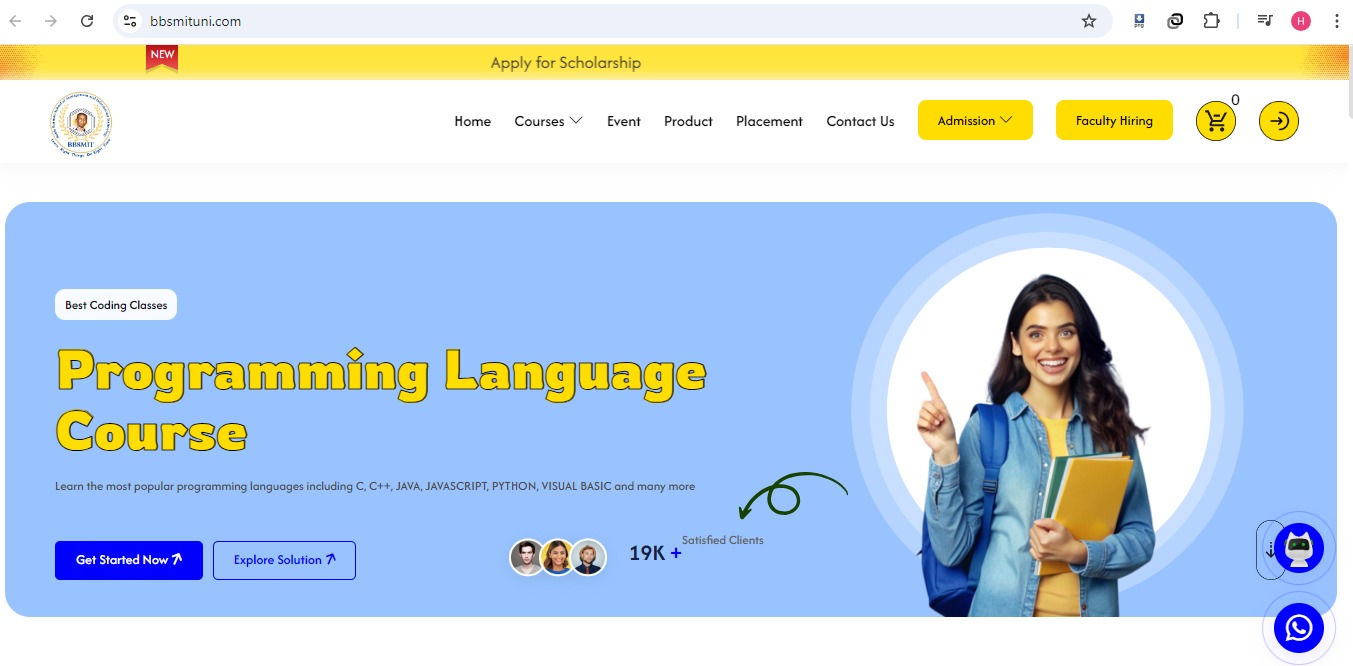 bbsmituni.com
H
NEW
Apply for Scholarship
0
BBSMIT
Home Courses Event Product Placement Contact Us Admission Faculty Hiring
Best Coding Classes
Programming Language
Course
Learn the most popular programming languages including C, C++, JAVA, JAVASCRIPT, PYTHON, VISUAL BASIC and many more
Get Started Now Explore Solution
19K + Satisfied Clients